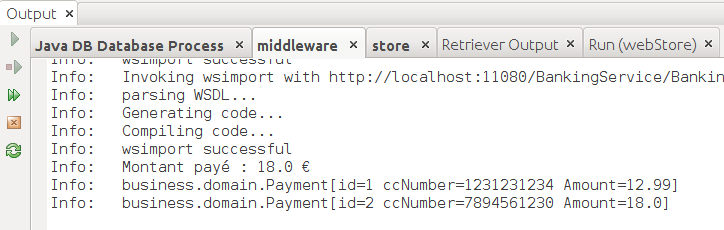 Output ×
Java DB Database Process × middleware × store × Retriever Output × Run (webStore) ×
Info: wsimport successful
Info: Invoking wsimport with http://localhost:11080/BankingService/Bankin
Info: parsing WSDL...
Info: Generating code...
Info: Compiling code...
Info: wsimport successful
Info: Montant payé : 18.0 €
Info: business.domain.Payment[id=1 ccNumber=1231231234 Amount=12.99]
Info: business.domain.Payment[id=2 ccNumber=7894561230 Amount=18.0]